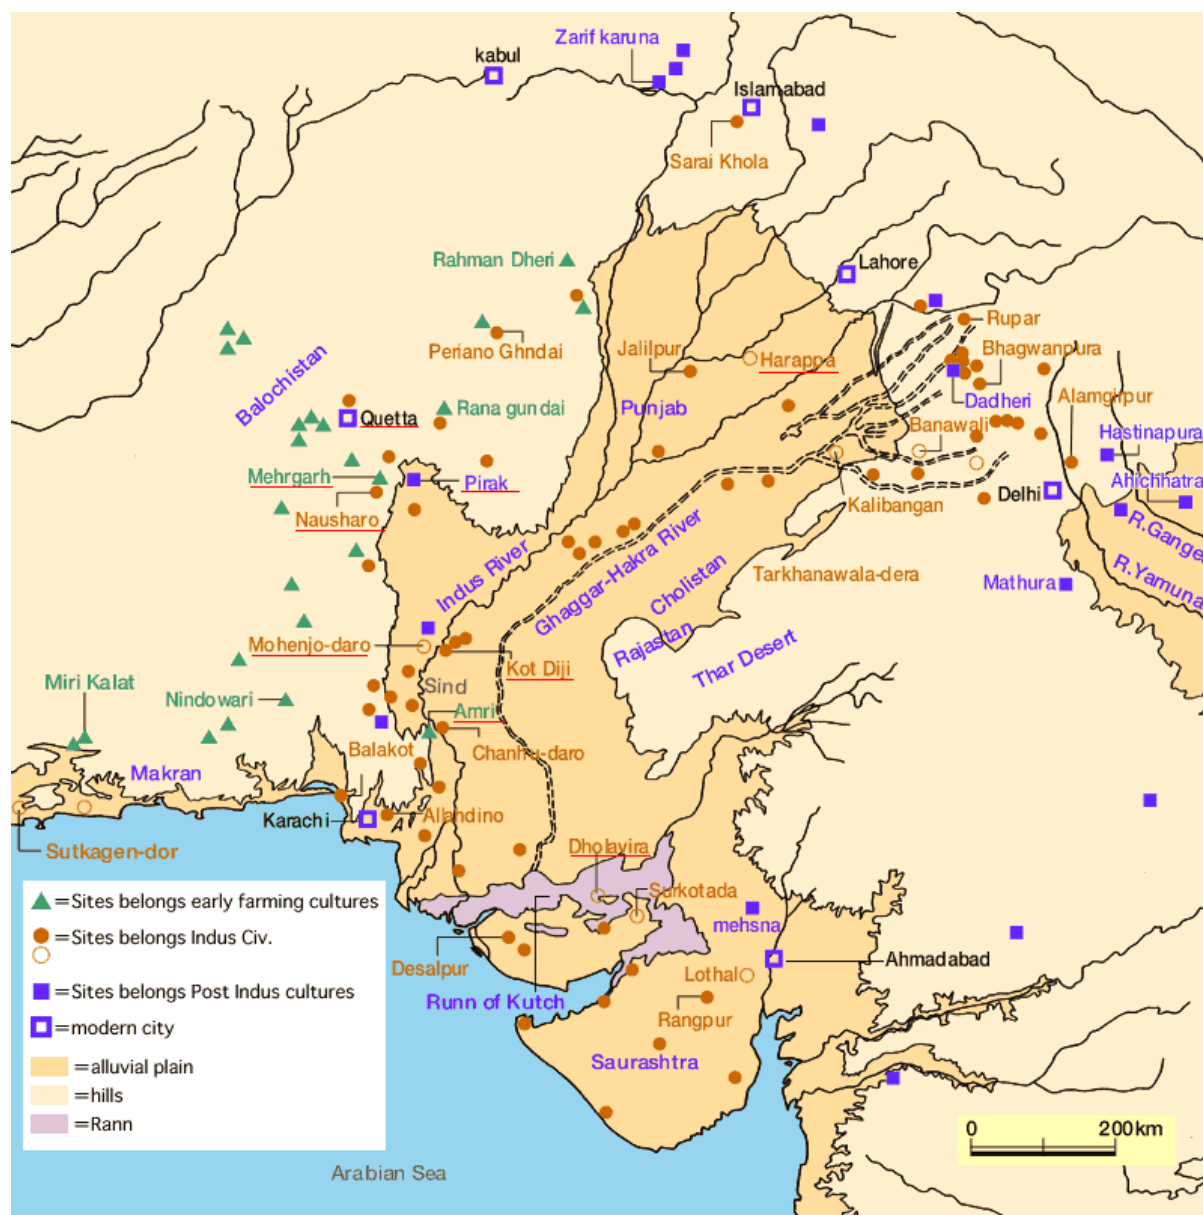 Zarif karuna
kabul
Islamabad
Sarai Khola
Rahman Dheri
Lahore
Rupar
Periano Ghndai
Jalilpur
Harappa
Bhagwanpura
Balochistan
Quetta
Rana gundai
Punjab
Dadheri
Alamgirpur
Banawali
Hastinapura
Mehrgarh
Pirak
Ahichhatra
Nausharo
Kalibangan
Delhi
R.Ganges
Indus River
Ghaggar-Hakra River
Cholistan
Tarkhanawala-dera
Mathura
R.Yamuna
Mohenjo-daro
Kot Diji
Rajastan
Thar Desert
Miri Kalat
Nindowari
Sind
Amri
Makran
Balakot
Chanhu-daro
Karachi
Allahdino
Sutkagen-dor
Dholavira
Surkotada
mehsna
Desalpur
Lothal
Ahmadabad
Runn of Kutch
Rangpur
Saurashtra
=Sites belongs early farming cultures
=Sites belongs Indus Civ.
=Sites belongs Post Indus cultures
=modern city
=alluvial plain
=hills
=Rann
0 200km
Arabian Sea